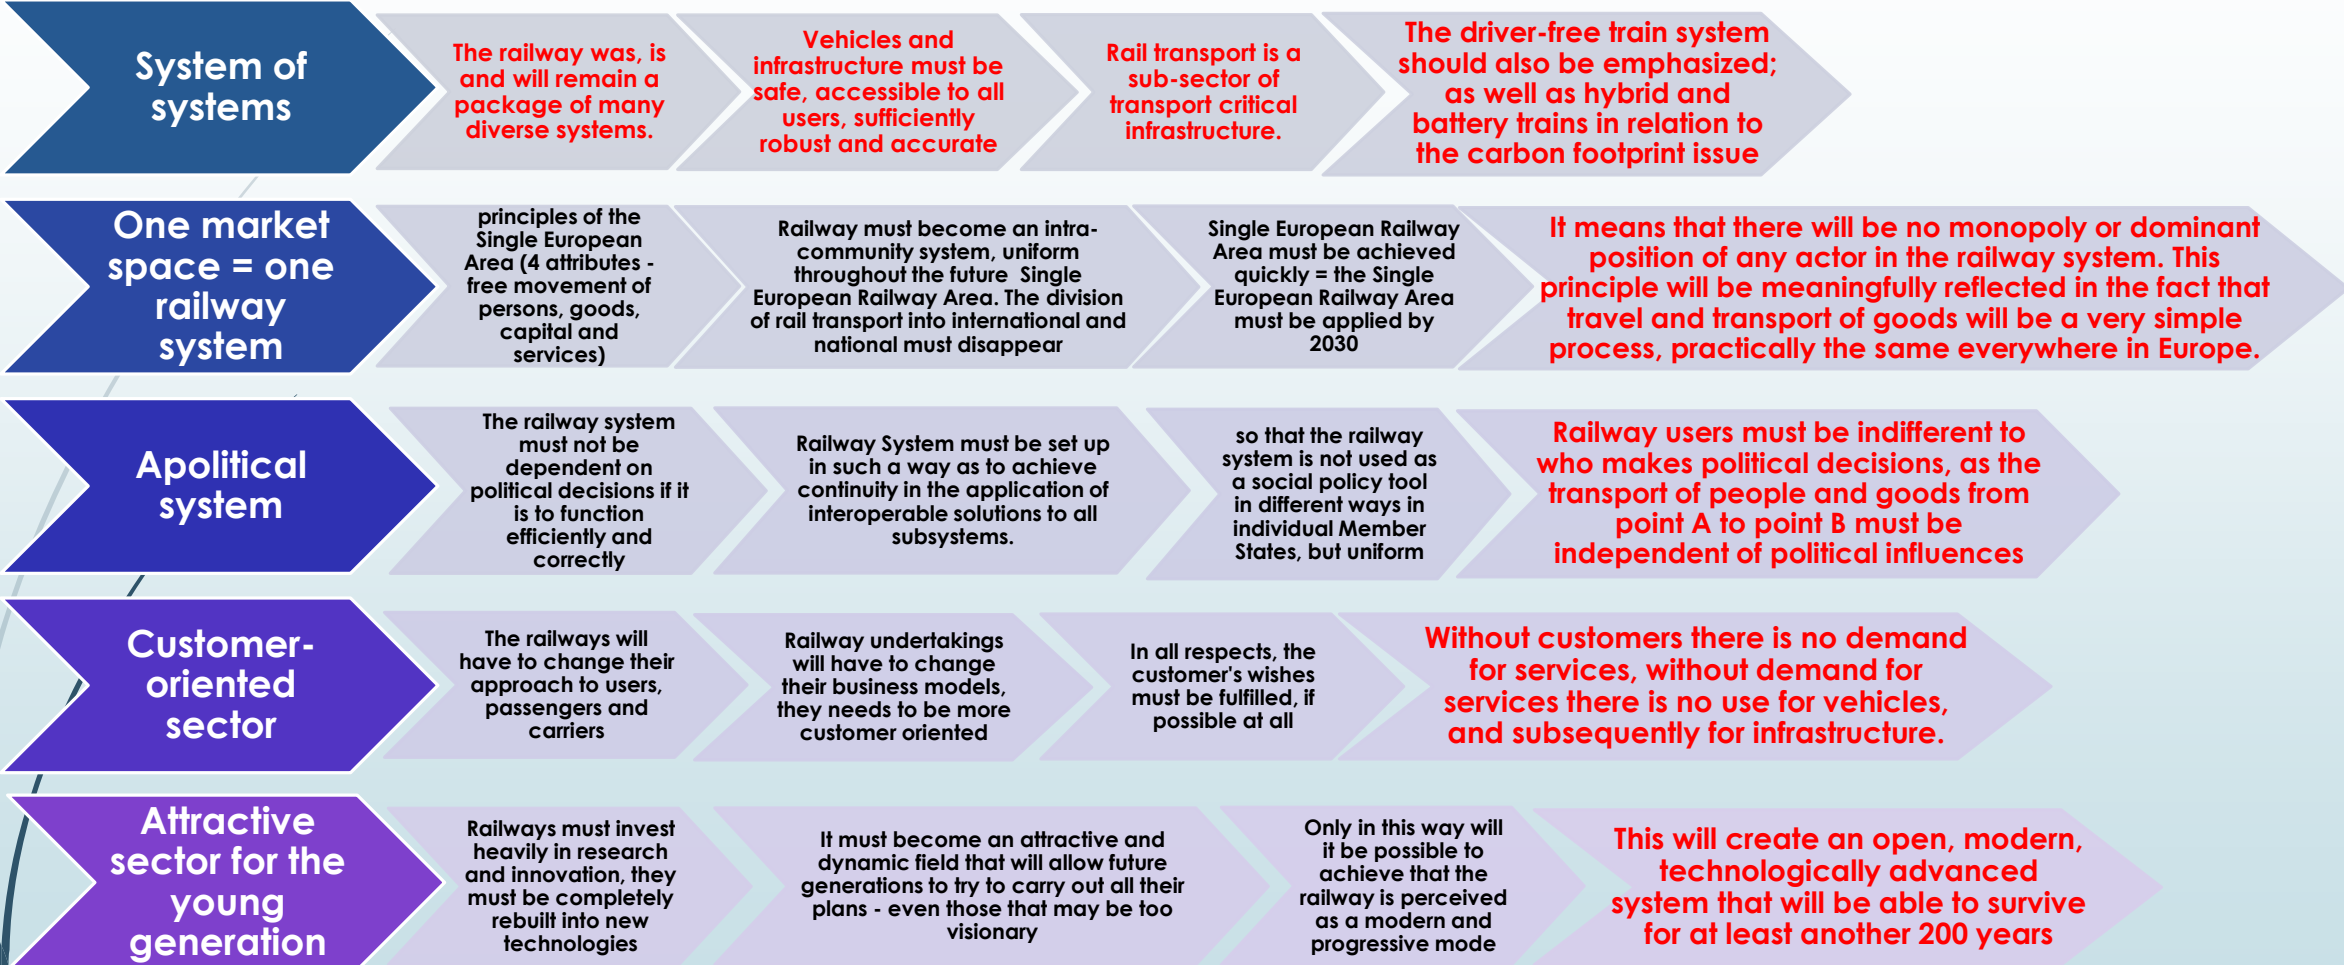 System of
systems
The railway was, is
and will remain a
package of many
diverse systems.
Vehicles and
infrastructure must be
safe, accessible to all
users, sufficiently
robust and accurate
Rail transport is a
sub-sector of
transport critical
infrastructure.
The driver-free train system
should also be emphasized;
as well as hybrid and
battery trains in relation to
the carbon footprint issue
One market
space = one
railway
system
principles of the
Single European
Area (4 attributes -
free movement of
persons, goods,
capital and
services)
Railway must become an intra-
community system, uniform
throughout the future Single
European Railway Area. The division
of rail transport into international and
national must disappear
Single European Railway
Area must be achieved
quickly = the Single
European Railway Area
must be applied by
2030
It means that there will be no monopoly or dominant
position of any actor in the railway system. This
principle will be meaningfully reflected in the fact that
travel and transport of goods will be a very simple
process, practically the same everywhere in Europe.
Apolitical
system
The railway system
must not be
dependent on
political decisions if it
is to function
efficiently and
correctly
Railway System must be set up
in such a way as to achieve
continuity in the application of
interoperable solutions to all
subsystems.
so that the railway
system is not used as
a social policy tool
in different ways in
individual Member
States, but uniform
Railway users must be indifferent to
who makes political decisions, as the
transport of people and goods from
point A to point B must be
independent of political influences
Customer-
oriented
sector
The railways will
have to change their
approach to users,
passengers and
carriers
Railway undertakings
will have to change
their business models,
they needs to be more
customer oriented
In all respects, the
customer's wishes
must be fulfilled, if
possible at all
Without customers there is no demand
for services, without demand for
services there is no use for vehicles,
and subsequently for infrastructure.
Attractive
sector for the
young
generation
Railways must invest
heavily in research
and innovation, they
must be completely
rebuilt into new
technologies
It must become an attractive and
dynamic field that will allow future
generations to try to carry out all their
plans - even those that may be too
visionary
Only in this way will
it be possible to
achieve that the
railway is perceived
as a modern and
progressive mode
This will create an open, modern,
technologically advanced
system that will be able to survive
for at least another 200 years